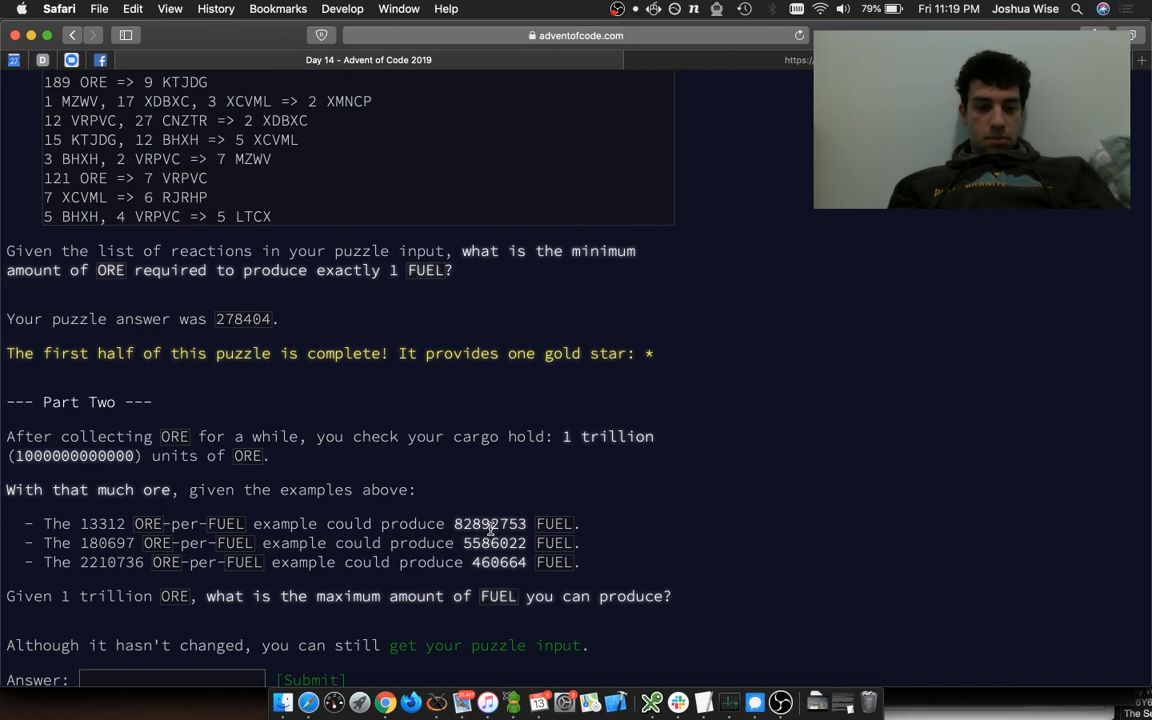 Safari File Edit View History Bookmarks Develop Window Help 79% Fri 11:19 PM Joshua Wise
adventofcode.com
27 D Day 14 - Advent of Code 2019 https:/
189 ORE => 9 KTJDG
1 MZWV, 17 XDBXC, 3 XCVML => 2 XMNCP
12 VRPVC, 27 CNZTR => 2 XDBXC
15 KTJDG, 12 BHXH => 5 XCVML
3 BHXH, 2 VRPVC => 7 MZWV
121 ORE => 7 VRPVC
7 XCVML => 6 RJRHP
5 BHXH, 4 VRPVC => 5 LTCX
Given the list of reactions in your puzzle input, what is the minimum
amount of ORE required to produce exactly 1 FUEL?
Your puzzle answer was 278404.
The first half of this puzzle is complete! It provides one gold star: *
--- Part Two ---
After collecting ORE for a while, you check your cargo hold: 1 trillion
(1000000000000) units of ORE.
With that much ore, given the examples above:
- The 13312 ORE-per-FUEL example could produce 82892753 FUEL.
- The 180697 ORE-per-FUEL example could produce 5586022 FUEL.
- The 2210736 ORE-per-FUEL example could produce 460664 FUEL.
Given 1 trillion ORE, what is the maximum amount of FUEL you can produce?
Although it hasn't changed, you can still get your puzzle input.
Answer: [Submit]